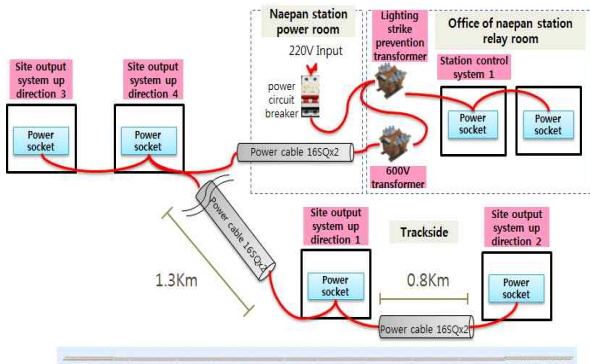 Naepan station
power room
Lighting
strike
prevention
transformer
Office of naepan station
relay room
220V Input
Site output
system up
direction 3
Site output
system up
direction 4
Station control
system 1
power
circuit
breaker
Power
socket
Power
socket
Power
socket
Power
socket
Power cable 16SQx2
600V
transformer
Power cable 16SQx2
1.3Km
Site output
system up
direction 1
Trackside
Site output
system up
direction 2
Power
socket
0.8Km
Power
socket
Power cable 16SQx2